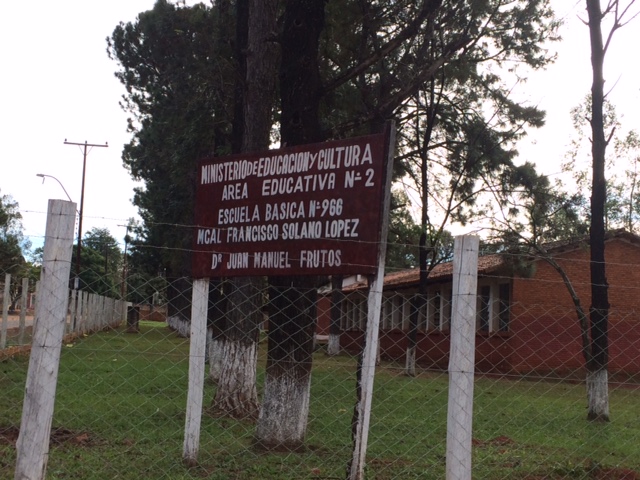 MINISTERIO DE EDUCACION Y CULTURA
AREA EDUCATIVA Nº 2
ESCUELA BASICA Nº 966
MCAL FRANCISCO SOLANO LOPEZ
DR JUAN MANUEL FRUTOS